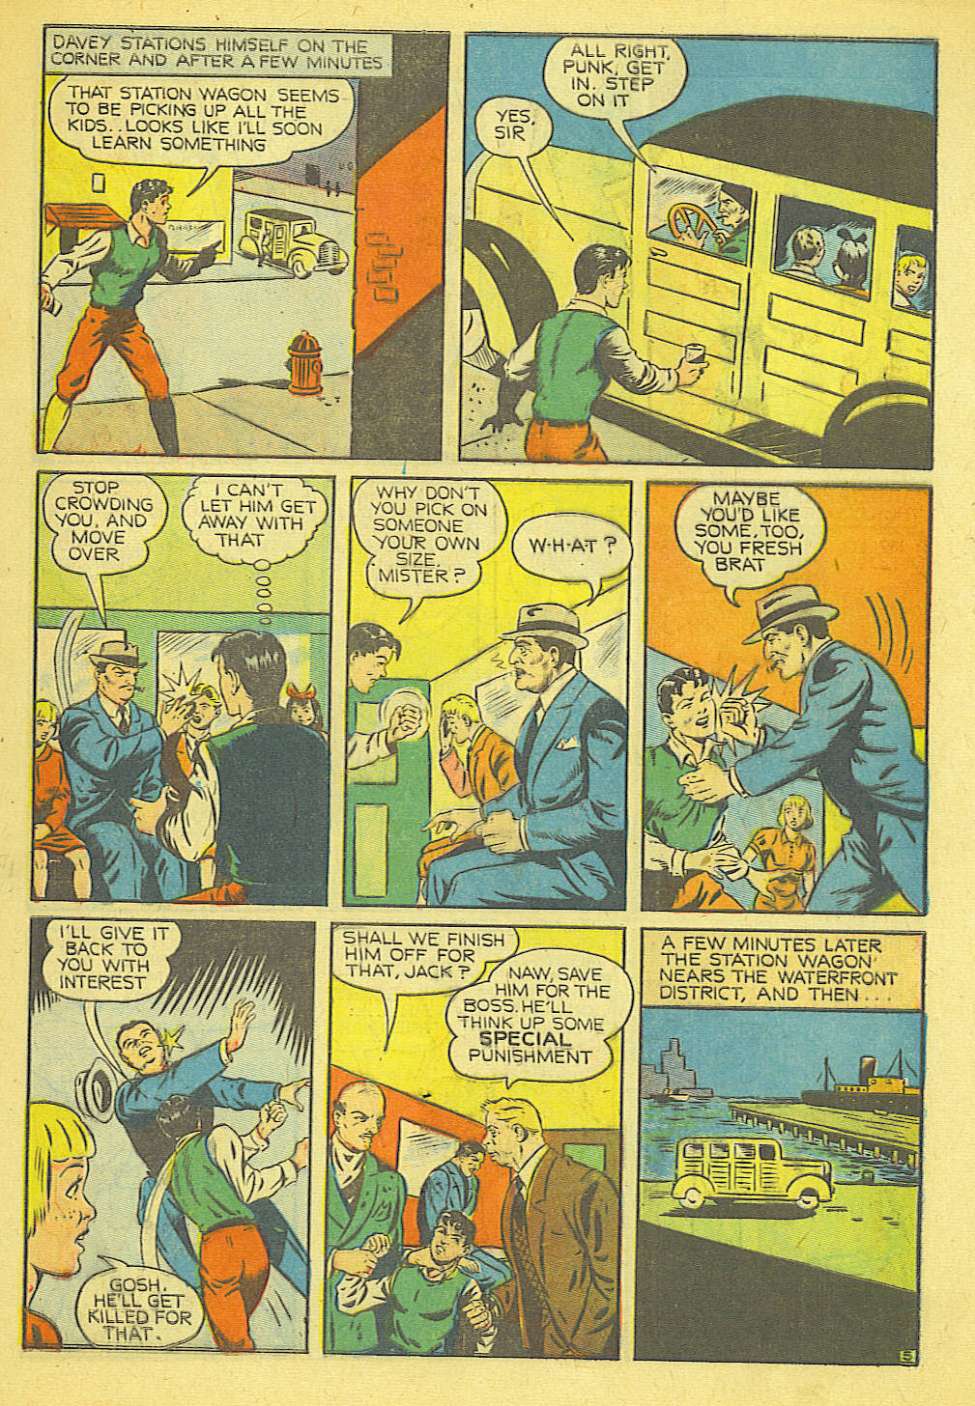 DAVEY STATIONS HIMSELF ON THE
CORNER AND AFTER A FEW MINUTES
THAT STATION WAGON SEEMS
TO BE PICKING UP ALL THE
KIDS.. LOOKS LIKE I'LL SOON
LEARN SOMETHING
ALL RIGHT,
PUNK, GET
IN. STEP
ON IT
YES,
SIR
STOP
CROWDING
YOU, AND
MOVE
OVER
I CAN'T
LET HIM GET
AWAY WITH
THAT
WHY DON'T
YOU PICK ON
SOMEONE
YOUR OWN
SIZE,
MISTER?
W-H-A-T?
MAYBE
YOU'D LIKE
SOME, TOO,
YOU FRESH
BRAT
I'LL GIVE IT
BACK TO
YOU WITH
INTEREST
GOSH,
HE'LL GET
KILLED FOR
THAT.
SHALL WE FINISH
HIM OFF FOR
THAT, JACK?
NAW, SAVE
HIM FOR THE
BOSS. HE'LL
THINK UP SOME
SPECIAL
PUNISHMENT
A FEW MINUTES LATER
THE STATION WAGON
NEARS THE WATERFRONT
DISTRICT, AND THEN...
5